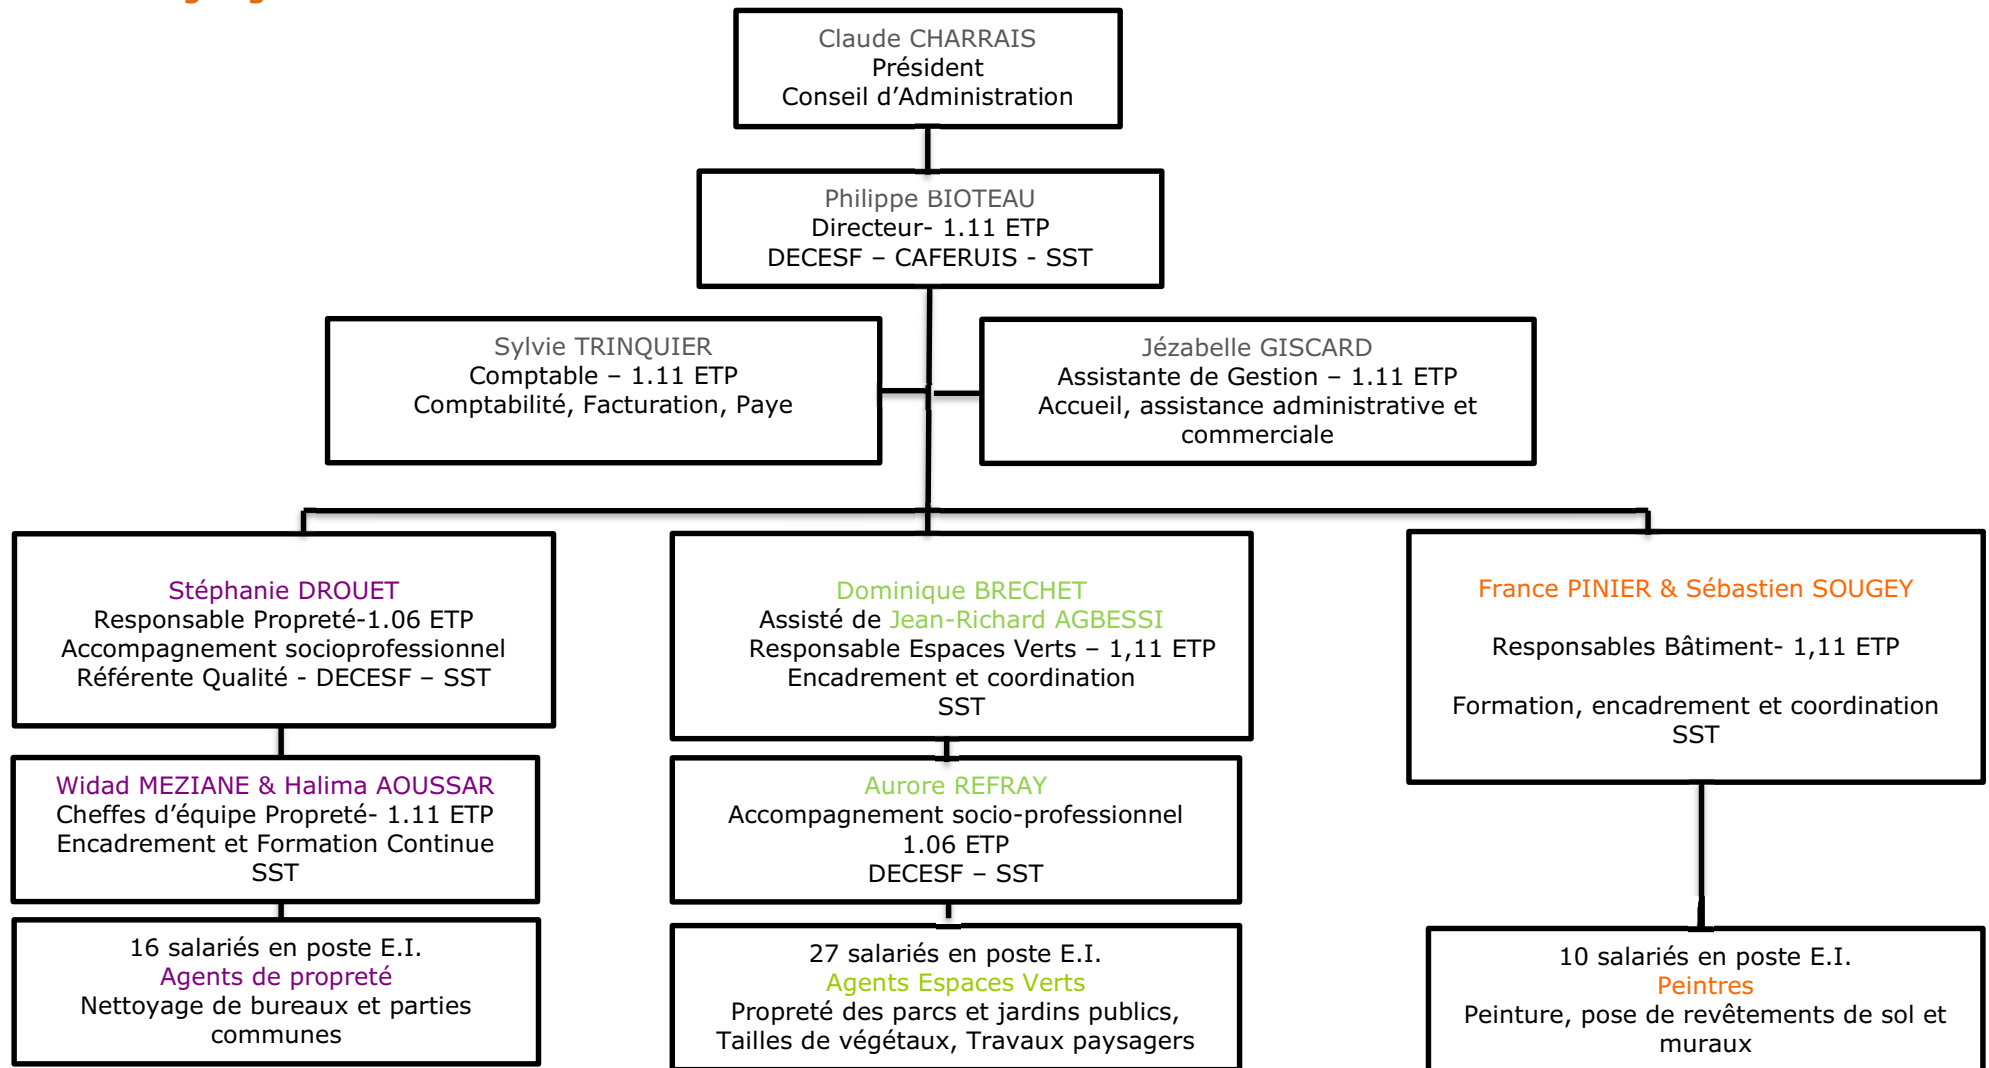 Claude CHARRAIS
Président
Conseil d’Administration
Philippe BIOTEAU
Directeur- 1.11 ETP
DECESF – CAFERUIS - SST
Sylvie TRINQUIER
Comptable – 1.11 ETP
Comptabilité, Facturation, Paye
Jézabelle GISCARD
Assistante de Gestion – 1.11 ETP
Accueil, assistance administrative et
commerciale
Stéphanie DROUET
Responsable Propreté-1.06 ETP
Accompagnement socioprofessionnel
Référente Qualité - DECESF – SST
Dominique BRECHET
Assisté de Jean-Richard AGBESSI
Responsable Espaces Verts – 1,11 ETP
Encadrement et coordination
SST
France PINIER & Sébastien SOUGEY
Responsables Bâtiment- 1,11 ETP
Formation, encadrement et coordination
SST
Widad MEZIANE & Halima AOUSSAR
Cheffes d’équipe Propreté- 1.11 ETP
Encadrement et Formation Continue
SST
Aurore REFRAY
Accompagnement socio-professionnel
1.06 ETP
DECESF – SST
16 salariés en poste E.I.
Agents de propreté
Nettoyage de bureaux et parties
communes
27 salariés en poste E.I.
Agents Espaces Verts
Propreté des parcs et jardins publics,
Tailles de végétaux, Travaux paysagers
10 salariés en poste E.I.
Peintres
Peinture, pose de revêtements de sol et
muraux